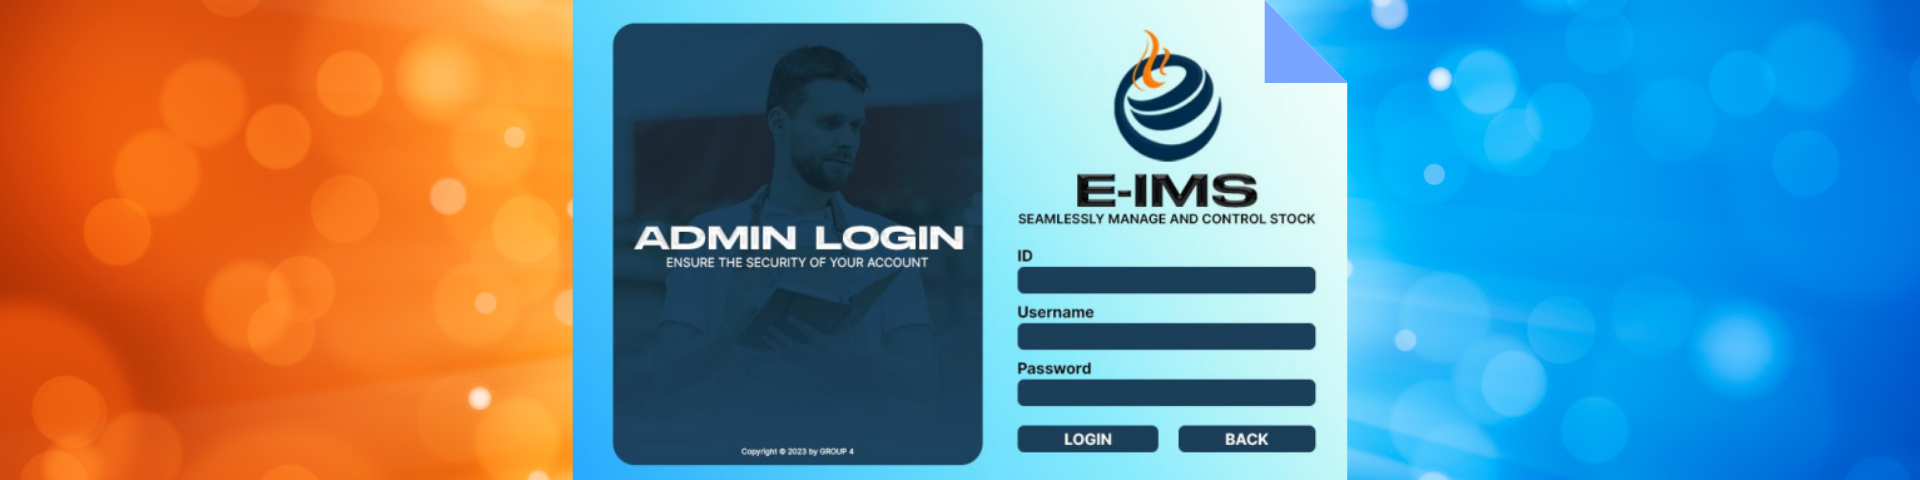 ADMIN LOGIN
ENSURE THE SECURITY OF YOUR ACCOUNT
Copyright © 2023 by GROUP 4
E-IMS
SEAMLESSLY MANAGE AND CONTROL STOCK
ID
Username
Password
LOGIN
BACK